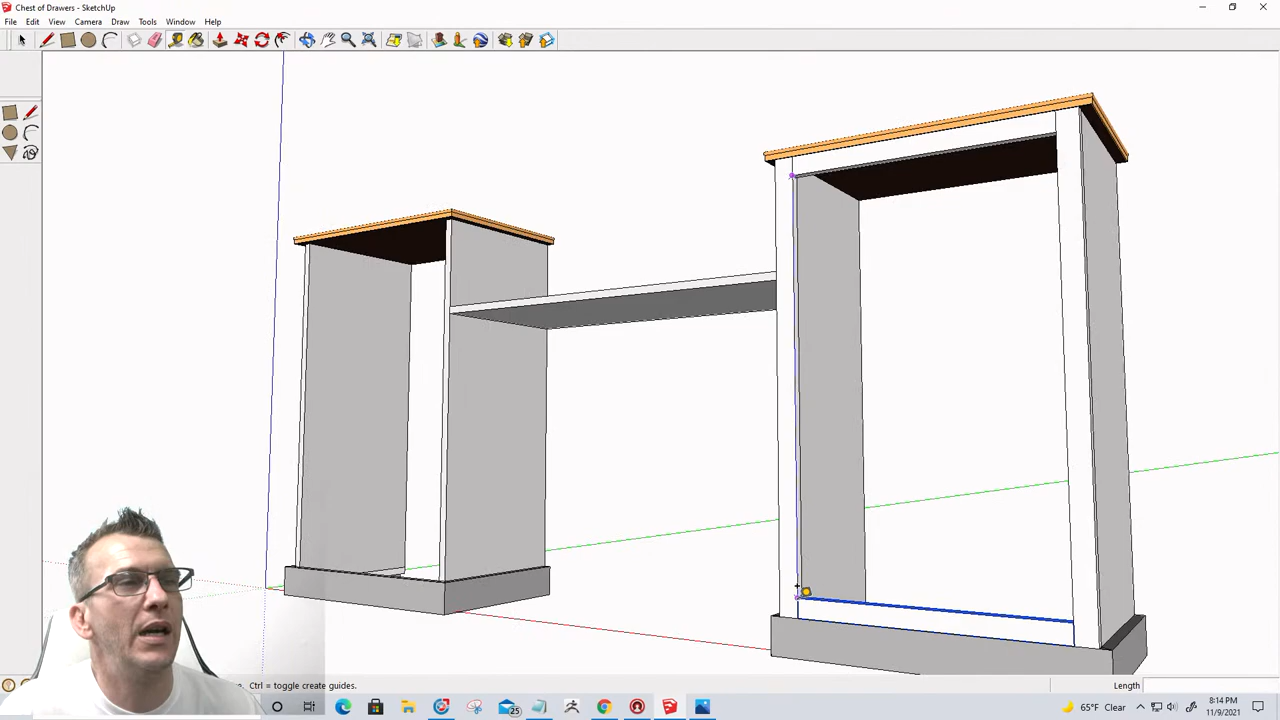 Chest of Drawers - SketchUp
File Edit View Camera Draw Tools Window Help
Ctrl = toggle create guides.
Length
25
65°F Clear
8:14 PM
11/9/2021